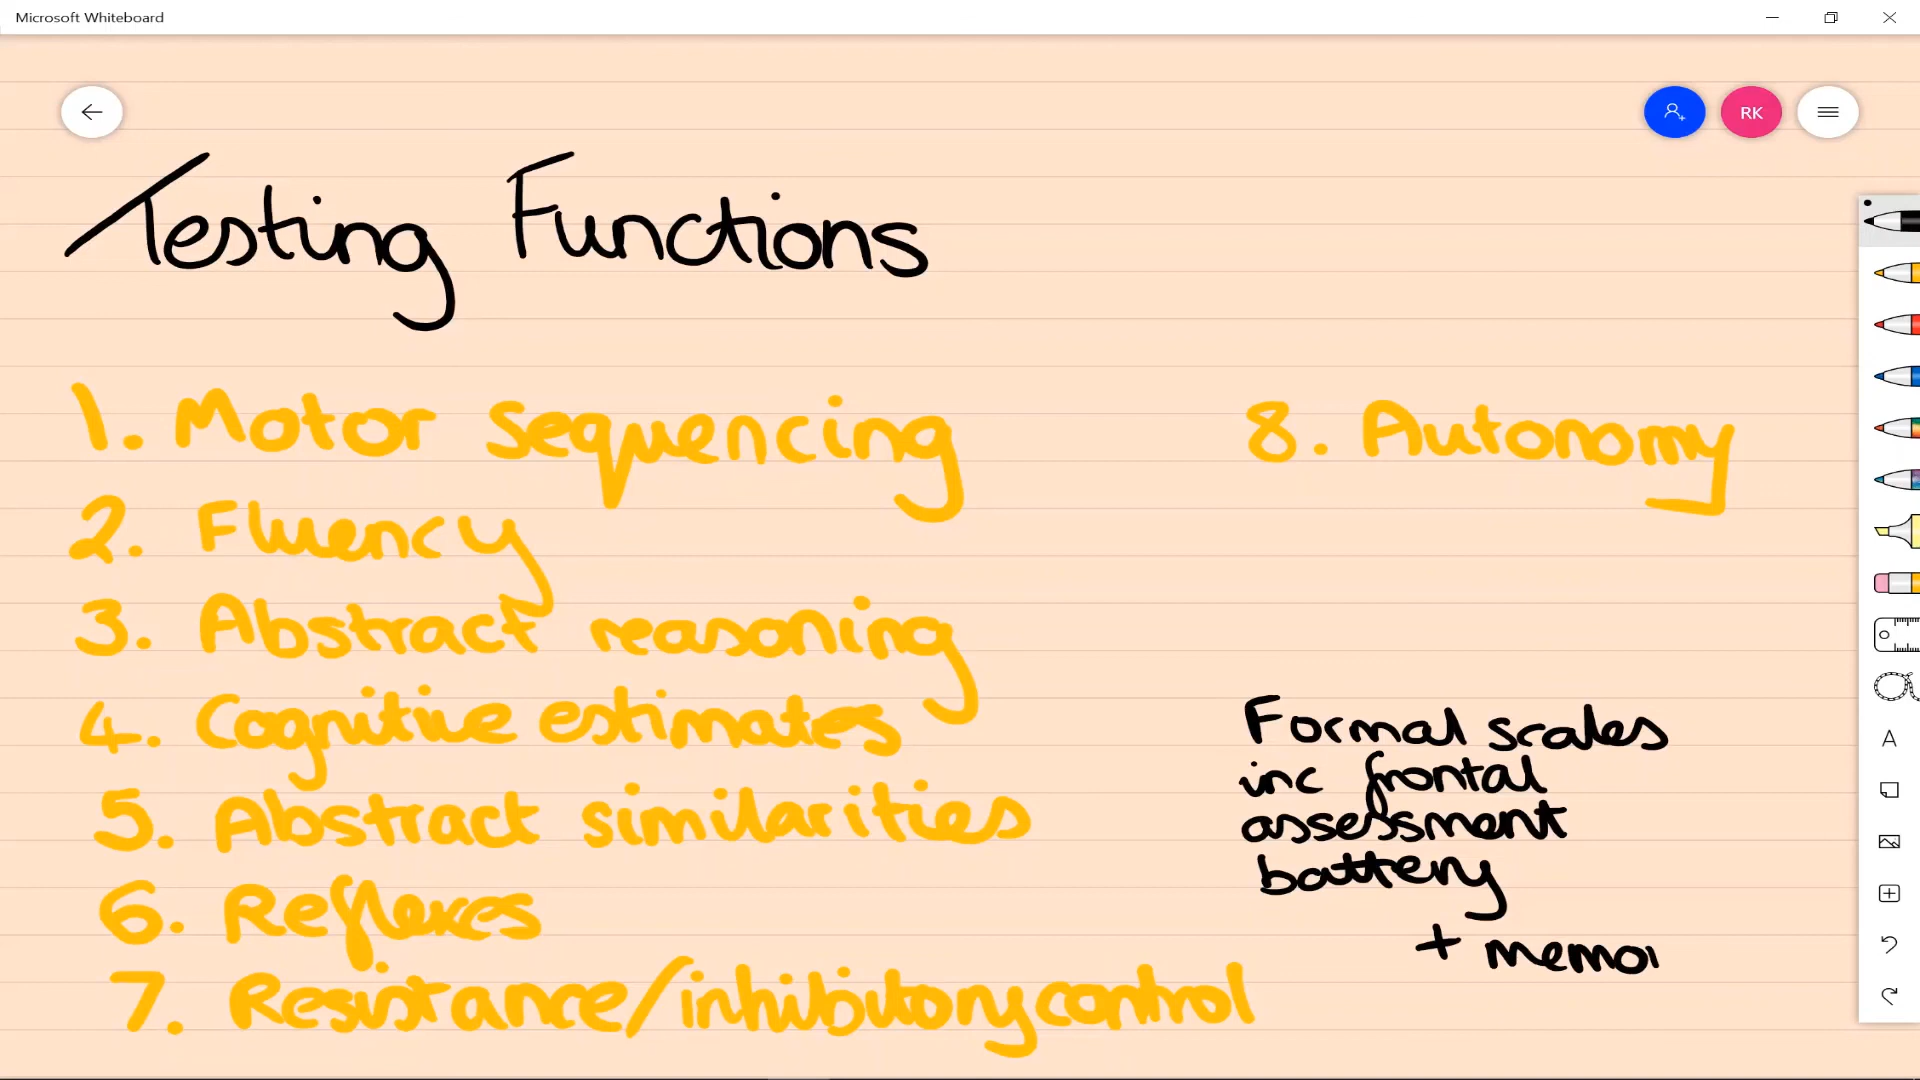 Microsoft Whiteboard
RK
Testing Functions
1. Motor sequencing
2. Fluency
3. Abstract reasoning
4. Cognitive estimates
5. Abstract similarities
6. Reflexes
7. Resistance/inhibitory control
8. Autonomy
Formal scales
inc frontal
assessment
battery
+ memo
A